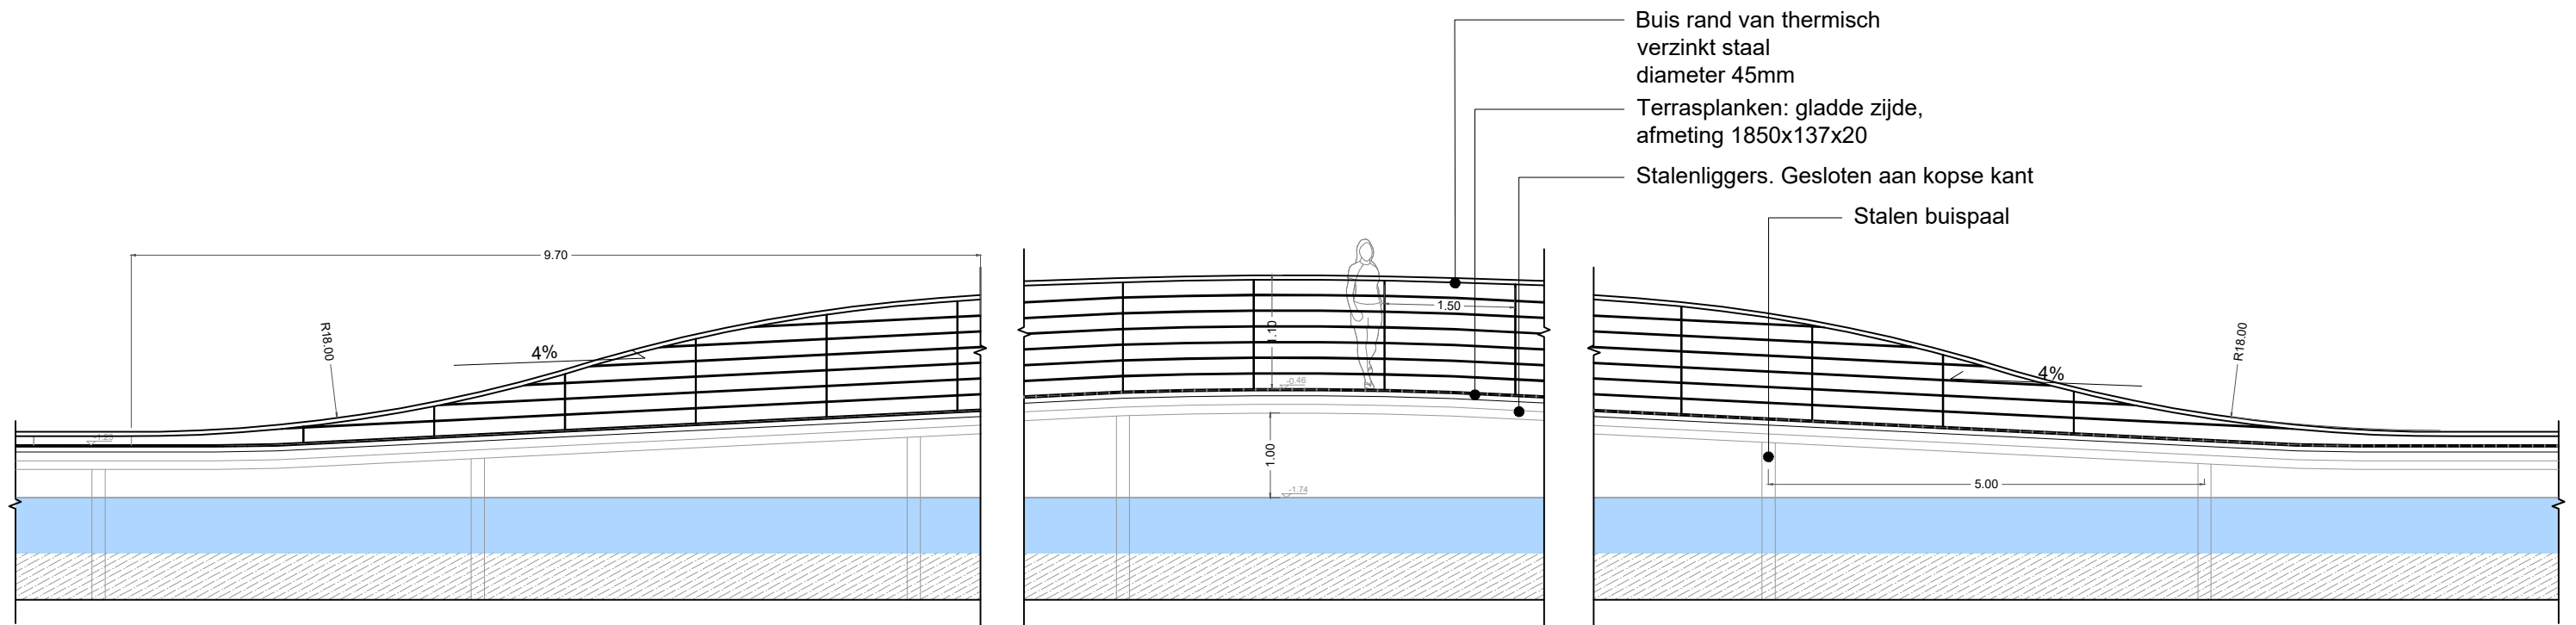 Buis rand van thermisch
verzinkt staal
diameter 45mm
Terrasplanken: gladde zijde,
afmeting 1850x137x20
Stalenliggers. Gesloten aan kopse kant
Stalen buispaal
9.70
R18.00
4%
1.10
1.50
-0.46
1.00
-1.74
R18.00
4%
5.00